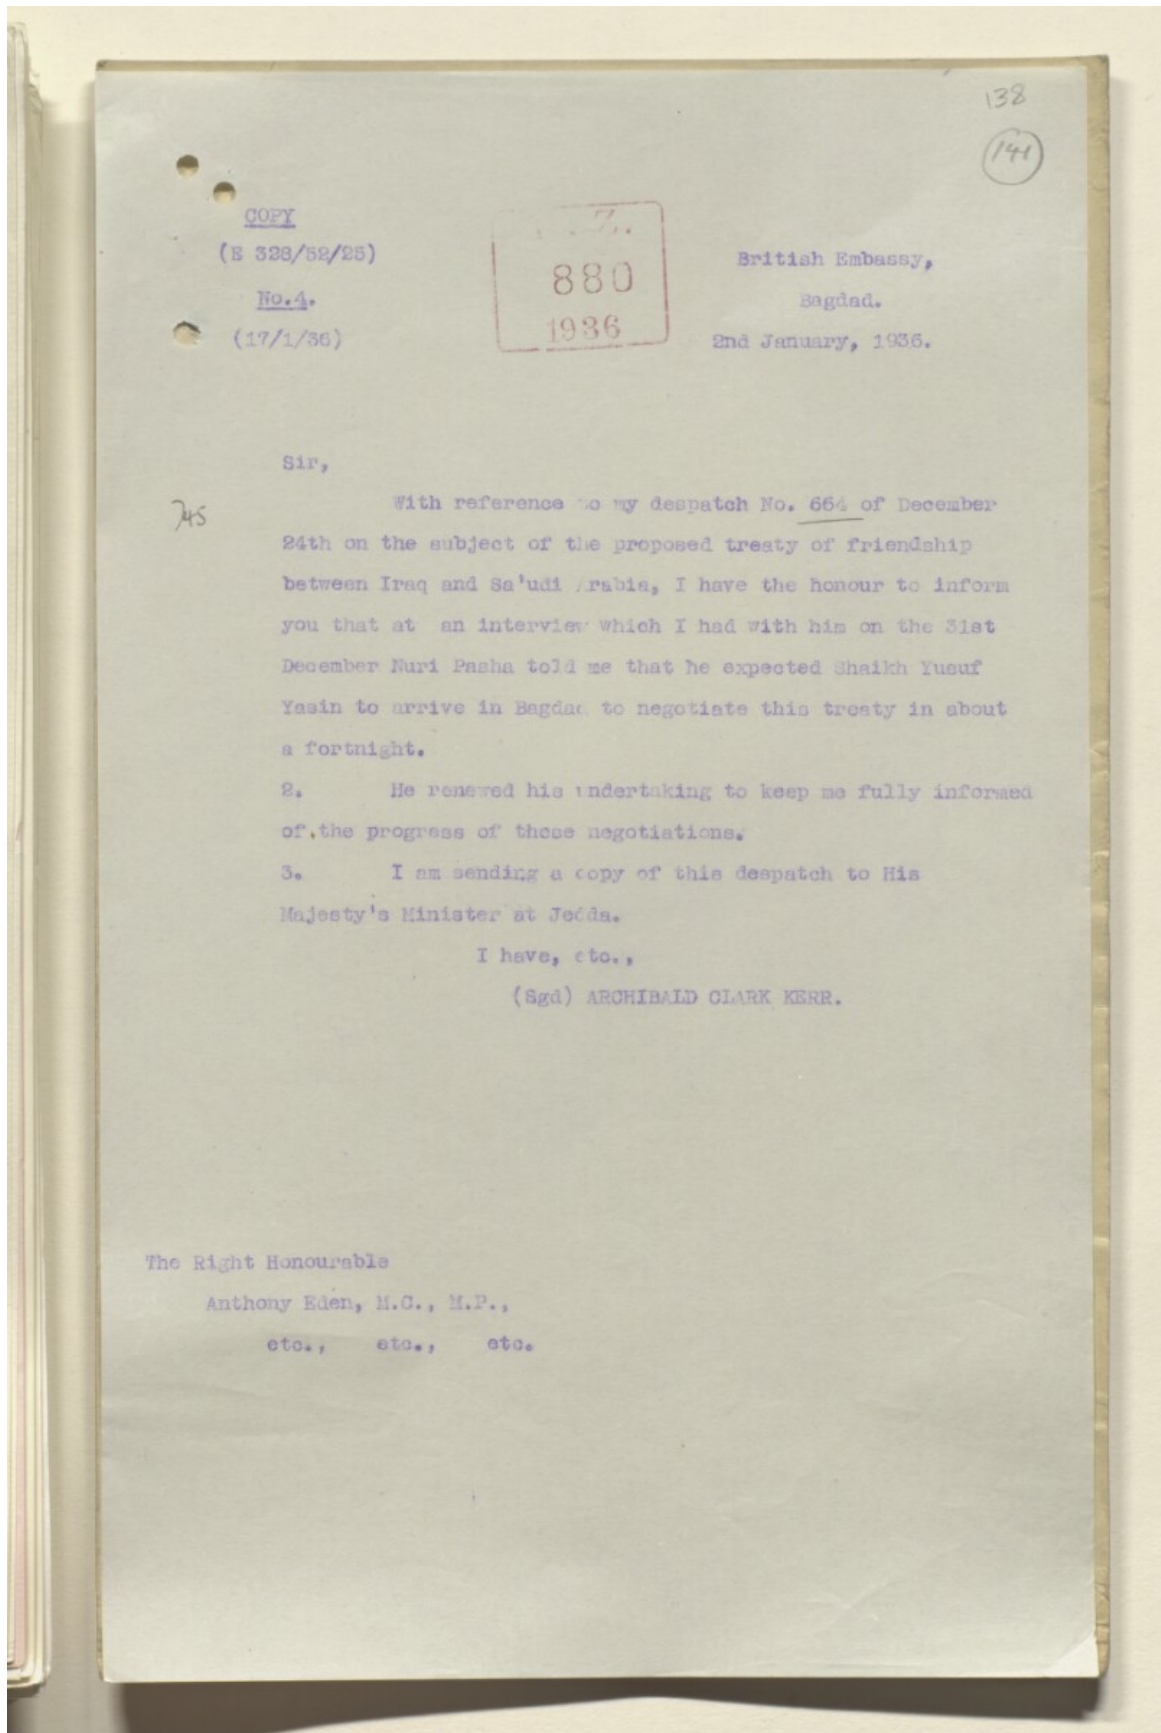 138
141
COPY
(E 328/52/25)
No.4.
(17/1/36)
Z.
880
1936
British Embassy,
Bagdad.
2nd January, 1936.
Sir,
745
With reference to my despatch No. 664 of December
24th on the subject of the proposed treaty of friendship
between Iraq and Sa'udi Arabia, I have the honour to inform
you that at an interview which I had with him on the 31st
December Nuri Pasha told me that he expected Shaikh Yusuf
Yasin to arrive in Bagdad to negotiate this treaty in about
a fortnight.
2. He renewed his undertaking to keep me fully informed
of the progress of these negotiations.
3. I am sending a copy of this despatch to His
Majesty's Minister at Jedda.
I have, etc.,
(Sgd) ARCHIBALD CLARK KERR.
The Right Honourable
Anthony Eden, M.C., M.P.,
etc., etc., etc.